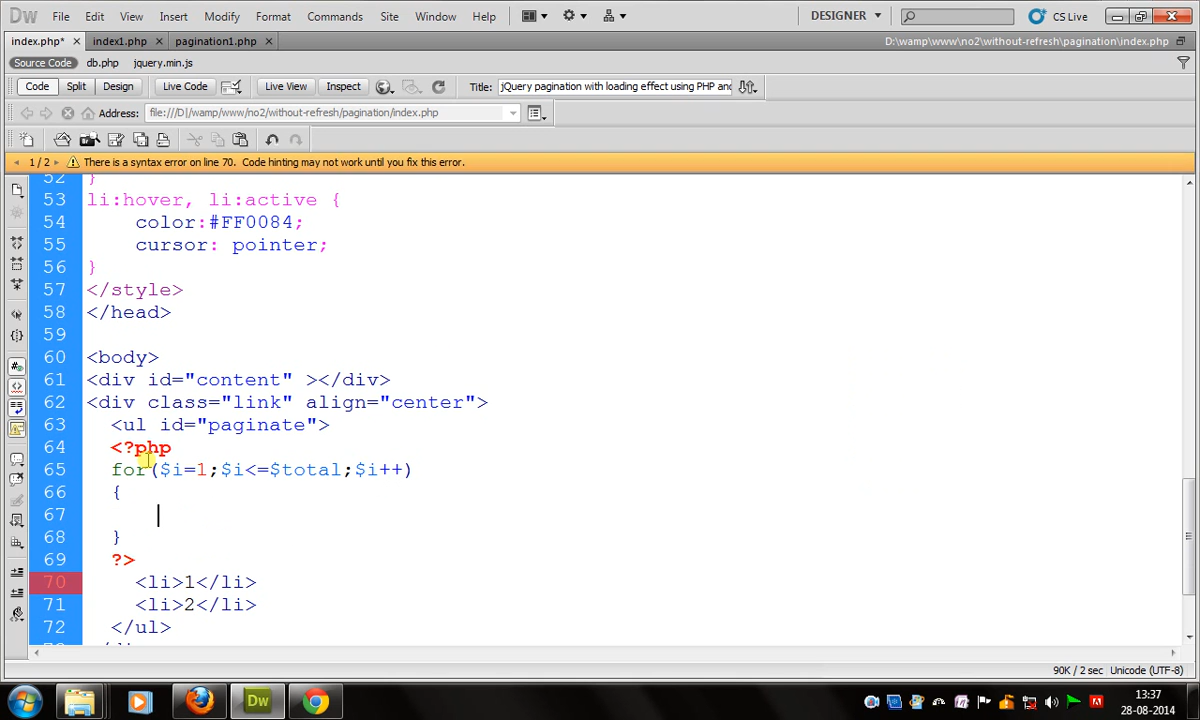 Dw File Edit View Insert Modify Format Commands Site Window Help DESIGNER CS Live
index.php* × index1.php × pagination1.php × D:\wamp\www\no2\without-refresh\pagination\index.php
Source Code db.php jquery.min.js
Code Split Design Live Code Live View Inspect Title: jQuery pagination with loading effect using PHP and
Address: file:///D|/wamp/www/no2/without-refresh/pagination/index.php
1/2 There is a syntax error on line 70. Code hinting may not work until you fix this error.
52 }
53 li:hover, li:active {
54 color:#FF0084;
55 cursor: pointer;
56 }
57 </style>
58 </head>
59
60 <body>
61 <div id="content" ></div>
62 <div class="link" align="center">
63 <ul id="paginate">
64 <?php
65 for($i=1;$i<=$total;$i++)
66 {
67
68 }
69 ?>
70 <li>1</li>
71 <li>2</li>
72 </ul>
90K / 2 sec Unicode (UTF-8)
Dw
13:37
28-08-2014